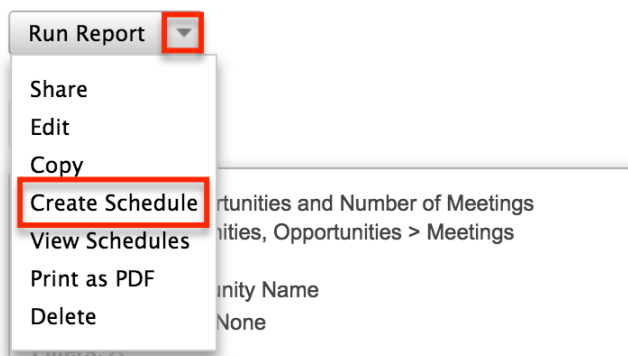 Run Report
Share
Edit
Copy
Create Schedule
rtunities and Number of Meetings
View Schedules
nities, Opportunities > Meetings
Print as PDF
unity Name
Delete
None